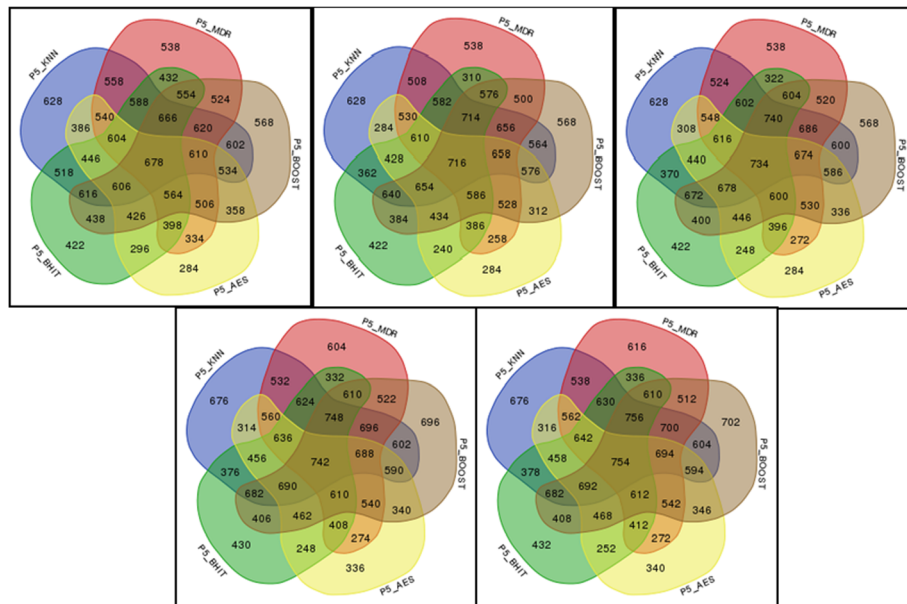 P5_MDR
P5_KNN
538
558 432
554 524
628 588 568
540 666 620
386 604 602
446 678 610 534
518 P5_BOOST
616 606 564
438 426 506 358
398
334
422 296
284
P5_BHIT P5_AES
P5_MDR
P5_KNN
538
508 310
576 500
628 582 568
530 714 656
284 610 564
428 716 658 576
362 P5_BOOST
640 654 586
384 434 528 312
386
258
422 240
284
P5_BHIT P5_AES
P5_MDR
P5_KNN
538
524 322
604 520
628 602 568
548 740 686
308 616 600
440 734 674 586
370 P5_BOOST
672 678 600
400 446 530 336
396
272
422 248
284
P5_BHIT P5_AES
P5_MDR
P5_KNN
604
532 332
610 522
676 624 696
560 748 696
314 636 602
456 742 688 590
376 P5_BOOST
682 690 610
406 462 540 340
408
274
430 248
336
P5_BHIT P5_AES
P5_MDR
P5_KNN
616
538 336
610 512
676 630 702
562 756 700
316 642 604
458 754 694 594
378 P5_BOOST
682 692 612
408 468 542 346
412
272
432 252
340
P5_BHIT P5_AES